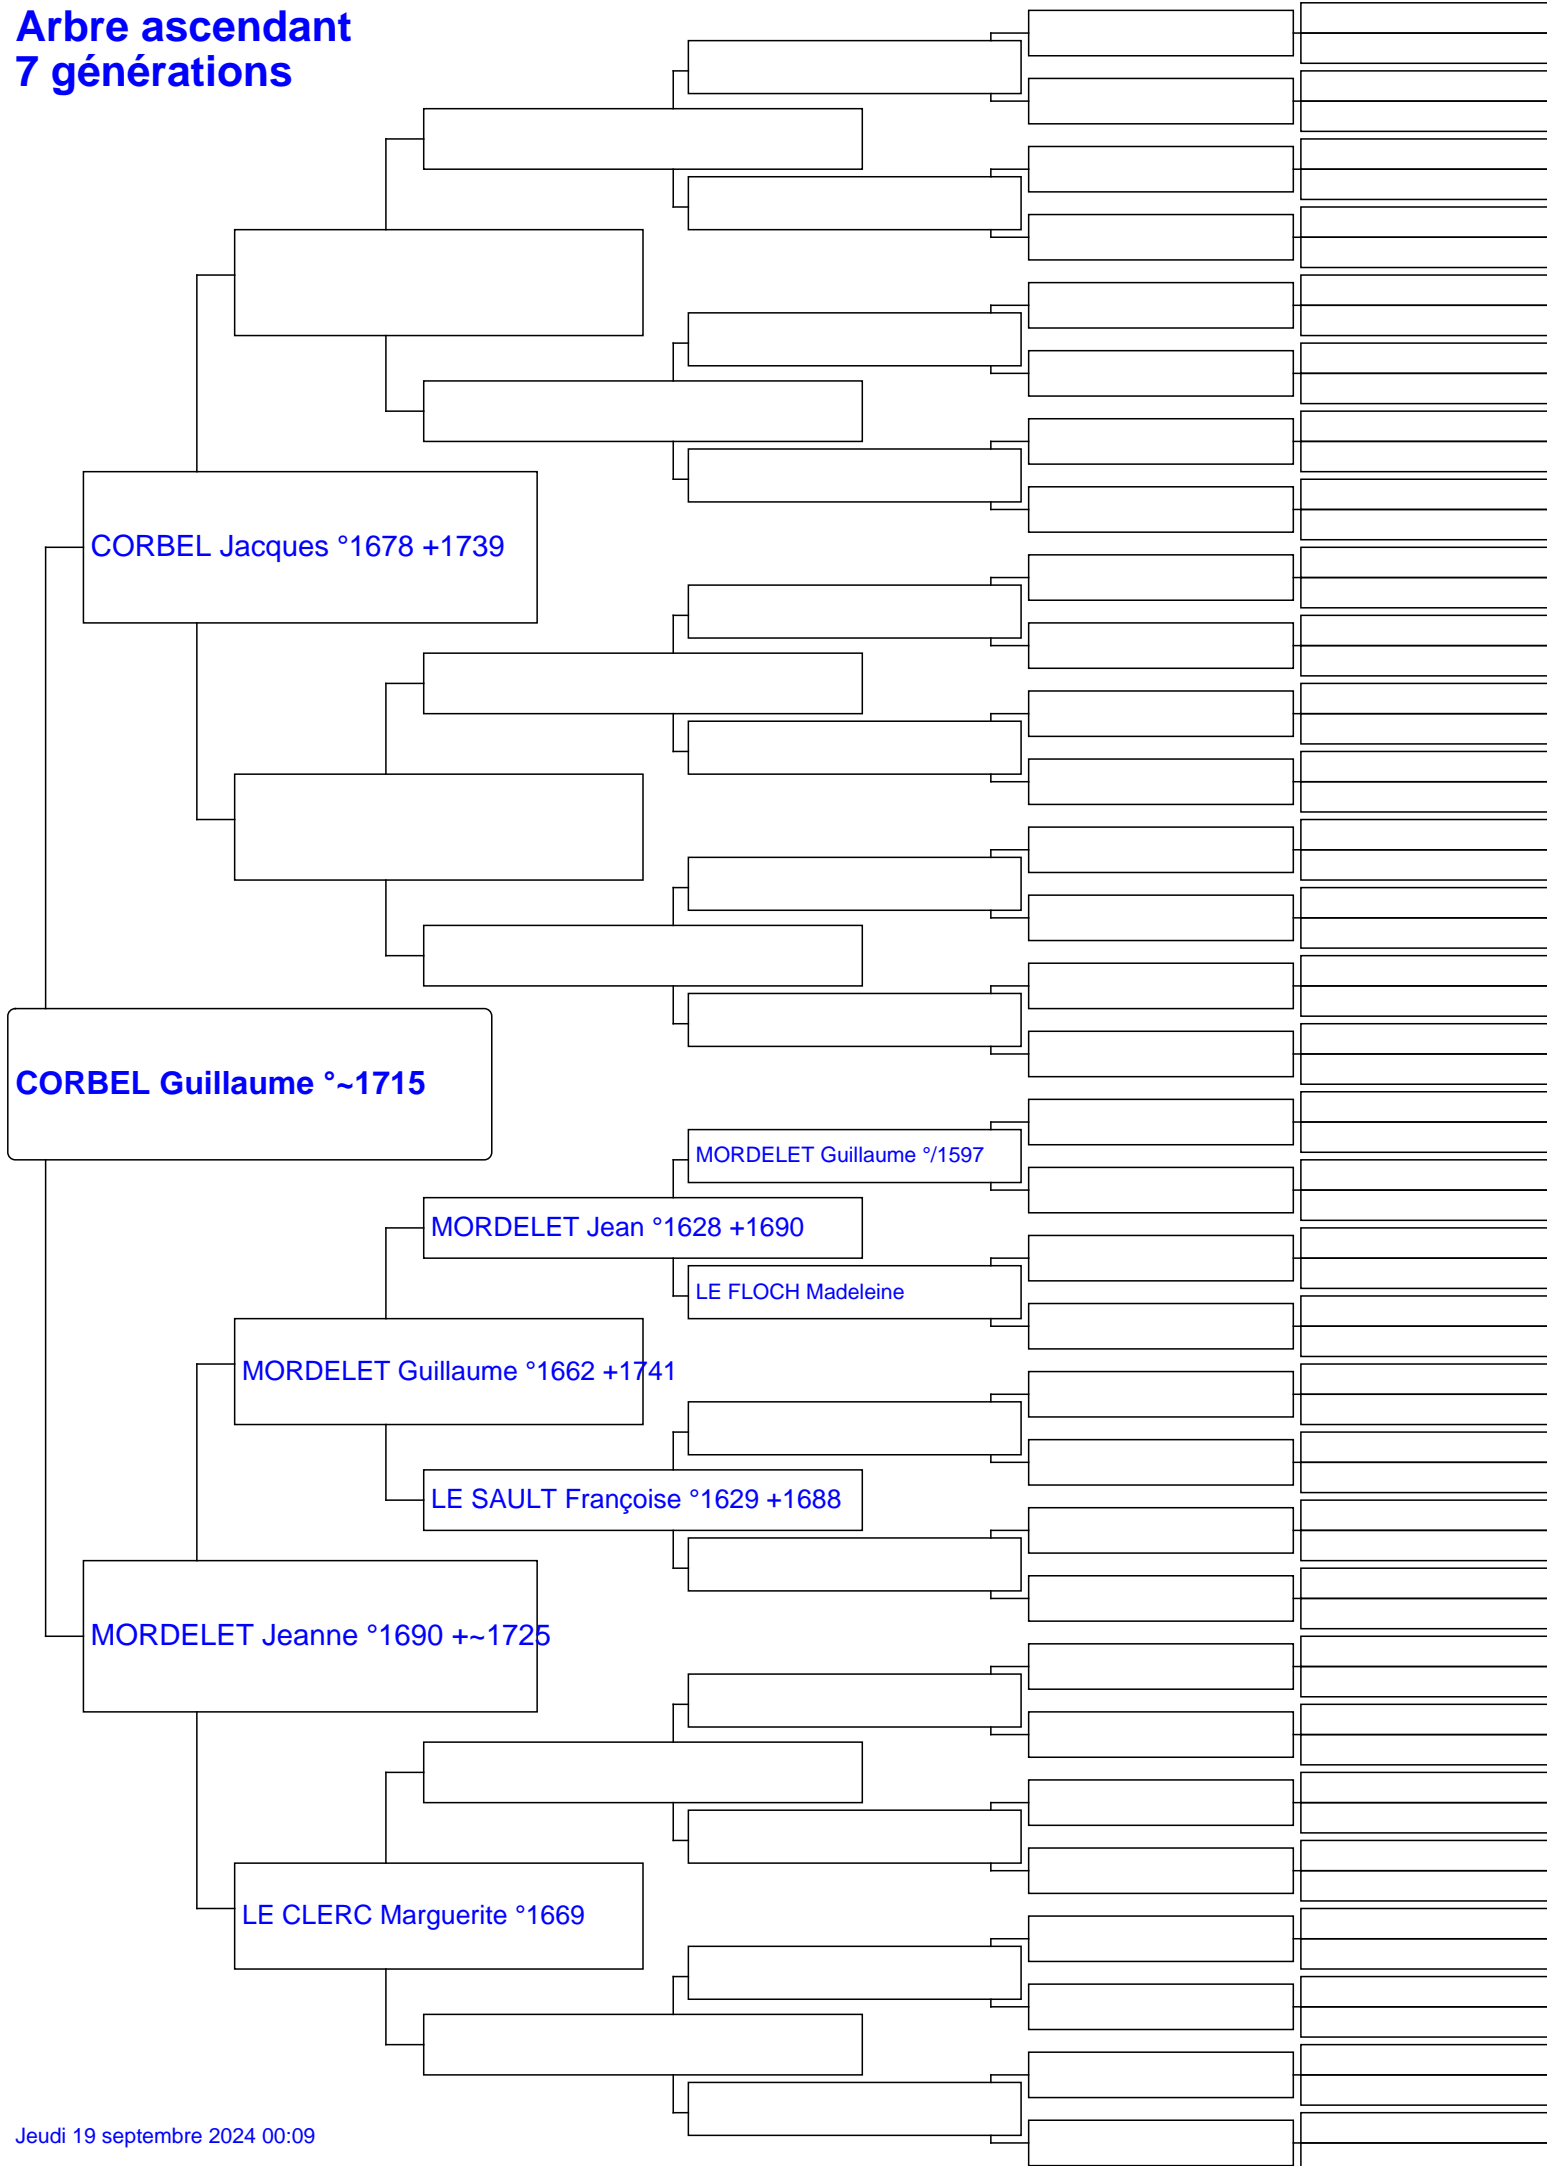 Arbre ascendant
7 générations
CORBEL Jacques °1678 +1739
CORBEL Guillaume °~1715
MORDELET Guillaume °/1597
MORDELET Jean °1628 +1690
LE FLOCH Madeleine
MORDELET Guillaume °1662 +1741
LE SAULT Françoise °1629 +1688
MORDELET Jeanne °1690 +~1725
LE CLERC Marguerite °1669
Jeudi 19 septembre 2024 00:09